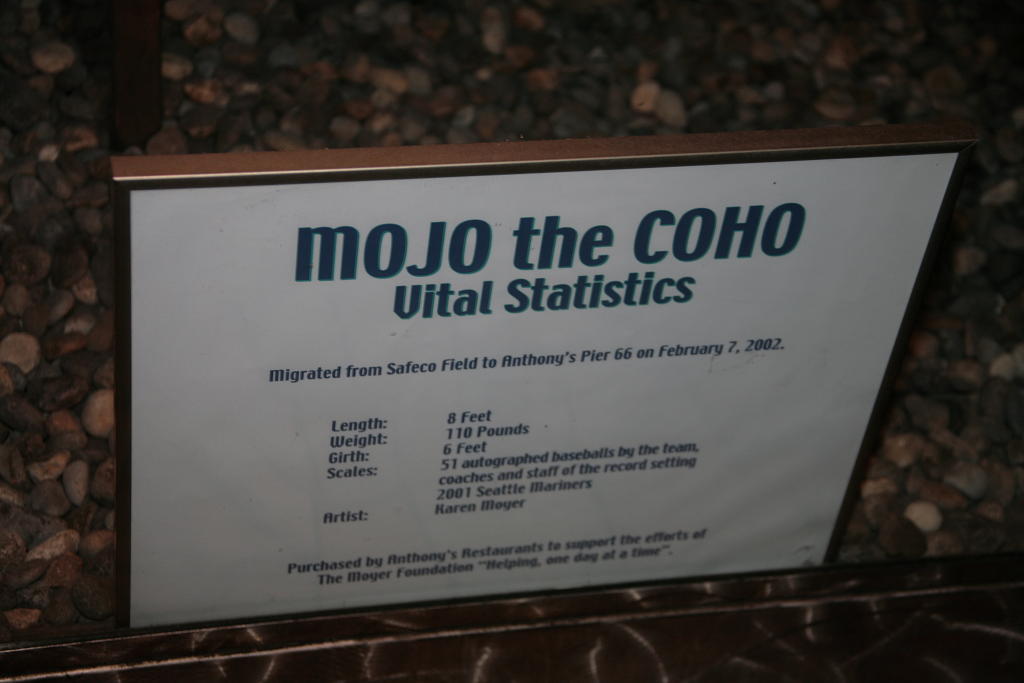 MOJO the COHO
Vital Statistics
Migrated from Safeco Field to Anthony's Pier 66 on February 7, 2002.
Length: 8 Feet
Weight: 110 Pounds
Girth: 6 Feet
Scales: 51 autographed baseballs by the team,
coaches and staff of the record setting
2001 Seattle Mariners
Artist: Karen Moyer
Purchased by Anthony's Restaurants to support the efforts of
The Moyer Foundation "Helping, one day at a time".